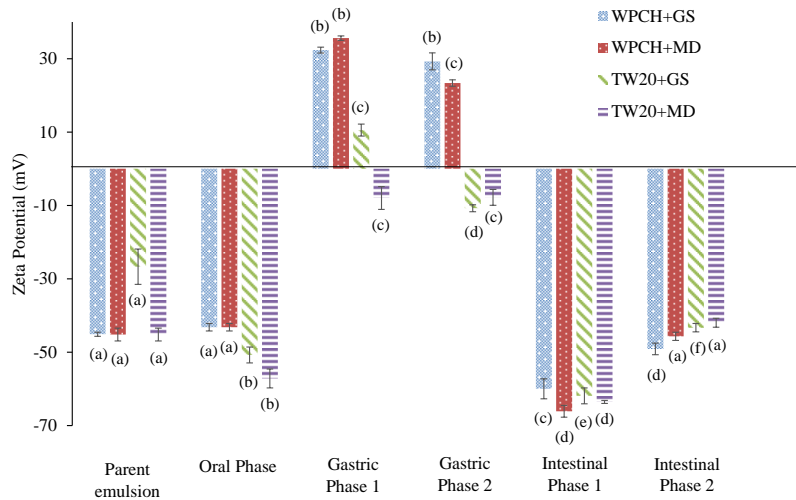 WPCH+GS
WPCH+MD
TW20+GS
TW20+MD
Zeta Potential (mV)
30
10
-10
-30
-50
-70
(a)
(a)
(a)
(a)
(a)
(a)
(b)
(b)
(b)
(b)
(c)
(c)
(b)
(c)
(d)
(c)
(c)
(d)
(e)
(d)
(d)
(a)
(f)
(a)
Parent
emulsion
Oral Phase
Gastric
Phase 1
Gastric
Phase 2
Intestinal
Phase 1
Intestinal
Phase 2